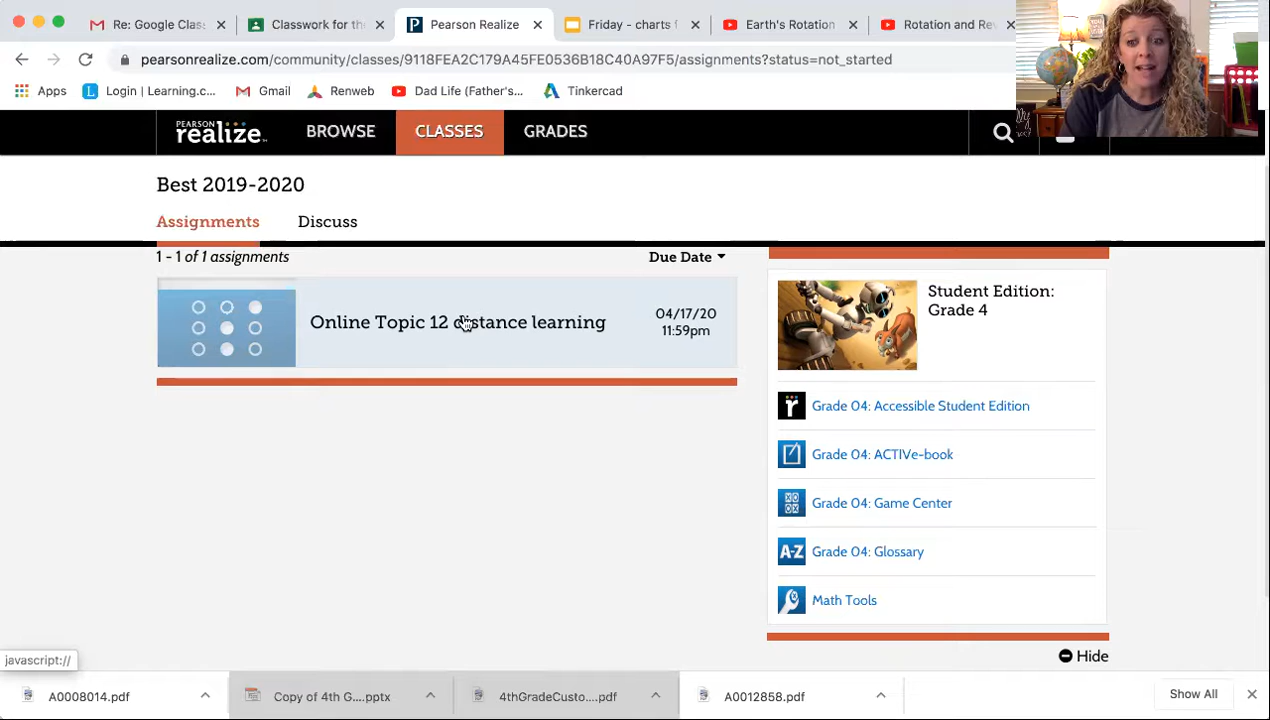 Re: Google Clas
Classwork for th
Pearson Realize
Friday - charts f
Earth's Rotation
Rotation and Re
pearsonrealize.com/community/classes/9118FEA2C179A45FE0536B18C40A97F5/assignments?status=not_started
Apps
Login | Learning.c...
Gmail
Renweb
Dad Life (Father's...
Tinkercad
PEARSON
realize™
BROWSE
CLASSES
GRADES
Best 2019-2020
Assignments
Discuss
1 - 1 of 1 assignments
Due Date
Online Topic 12 distance learning
04/17/20
11:59pm
Student Edition:
Grade 4
Grade 04: Accessible Student Edition
Grade 04: ACTIVe-book
Grade 04: Game Center
A-Z Grade 04: Glossary
Math Tools
Hide
javascript://
A0008014.pdf
Copy of 4th G....pptx
4thGradeCusto....pdf
A0012858.pdf
Show All